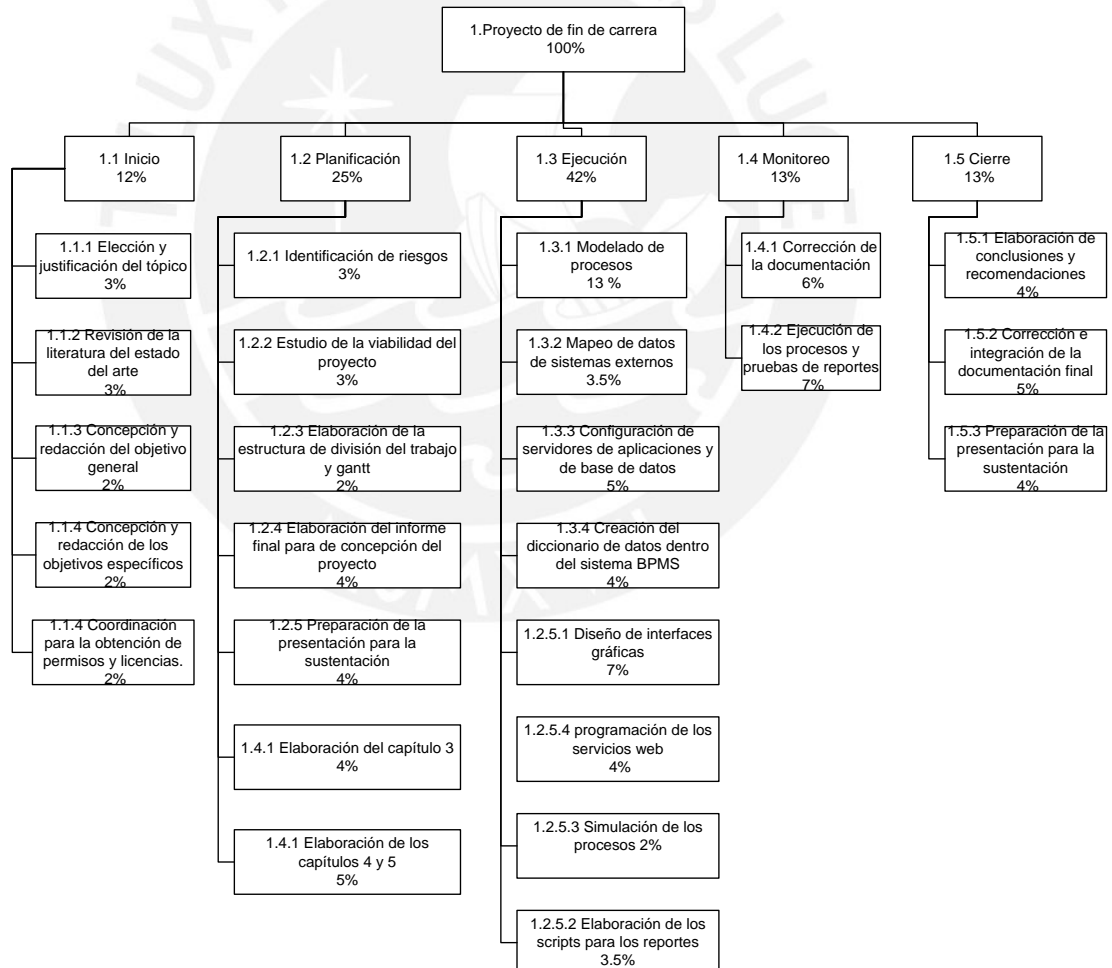 1.Proyecto de fin de carrera
100%
1.1 Inicio
12%
1.2 Planificación
25%
1.3 Ejecución
42%
1.4 Monitoreo
13%
1.5 Cierre
13%
1.1.1 Elección y
justificación del tópico
3%
1.1.2 Revisión de la
literatura del estado
del arte
3%
1.1.3 Concepción y
redacción del objetivo
general
2%
1.1.4 Concepción y
redacción de los
objetivos específicos
2%
1.1.4 Coordinación
para la obtención de
permisos y licencias.
2%
1.2.1 Identificación de riesgos
3%
1.2.2 Estudio de la viabilidad del
proyecto
3%
1.2.3 Elaboración de la
estructura de división del trabajo
y gantt
2%
1.2.4 Elaboración del informe
final para de concepción del
proyecto
4%
1.2.5 Preparación de la
presentación para la
sustentación
4%
1.4.1 Elaboración del capítulo 3
4%
1.4.1 Elaboración de los
capítulos 4 y 5
5%
1.3.1 Modelado de
procesos
13 %
1.3.2 Mapeo de datos
de sistemas externos
3.5%
1.3.3 Configuración de
servidores de aplicaciones y
de base de datos
5%
1.3.4 Creación del
diccionario de datos dentro
del sistema BPMS
4%
1.2.5.1 Diseño de interfaces
gráficas
7%
1.2.5.4 programación de los
servicios web
4%
1.2.5.3 Simulación de los
procesos 2%
1.2.5.2 Elaboración de los
scripts para los reportes
3.5%
1.4.1 Corrección de
la documentación
6%
1.4.2 Ejecución de
los procesos y
pruebas de reportes
7%
1.5.1 Elaboración de
conclusiones y
recomendaciones
4%
1.5.2 Corrección e
integración de la
documentación final
5%
1.5.3 Preparación de la
presentación para la
sustentación
4%